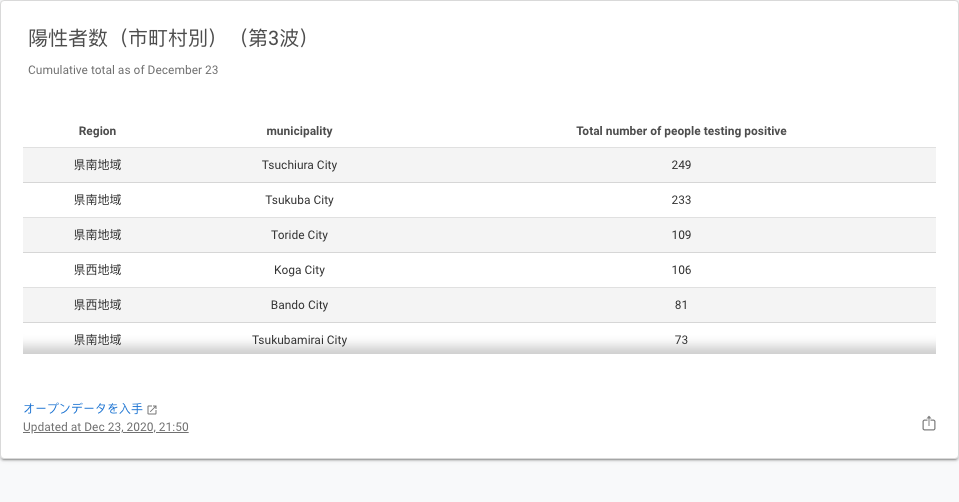 陽性者数（市町村別）（第3波）
Cumulative total as of December 23
Region municipality Total number of people testing positive
県南地域 Tsuchiura City 249
県南地域 Tsukuba City 233
県南地域 Toride City 109
県西地域 Koga City 106
県西地域 Bando City 81
県南地域 Tsukubamirai City 73
オープンデータを入手
Updated at Dec 23, 2020, 21:50